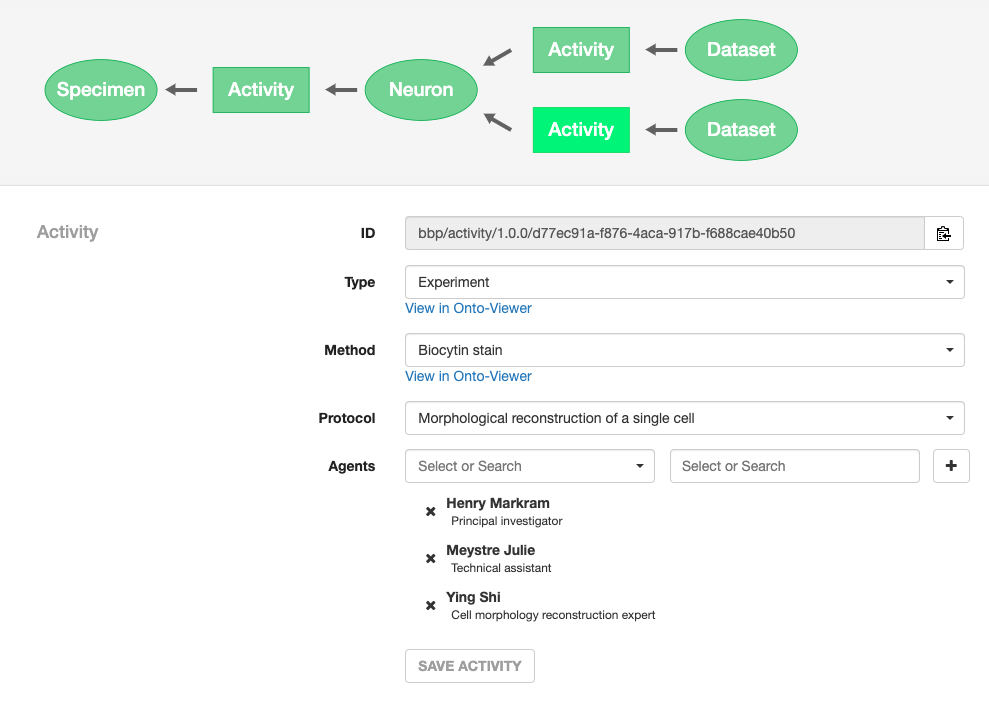 Activity
Dataset
Specimen
Activity
Neuron
Activity
Dataset
Activity
ID
bbp/activity/1.0.0/d77ec91a-f876-4aca-917b-f688cae40b50
Type
Experiment
View in Onto-Viewer
Method
Biocytin stain
View in Onto-Viewer
Protocol
Morphological reconstruction of a single cell
Agents
Select or Search
Select or Search
Henry Markram
Principal investigator
Meystre Julie
Technical assistant
Ying Shi
Cell morphology reconstruction expert
SAVE ACTIVITY